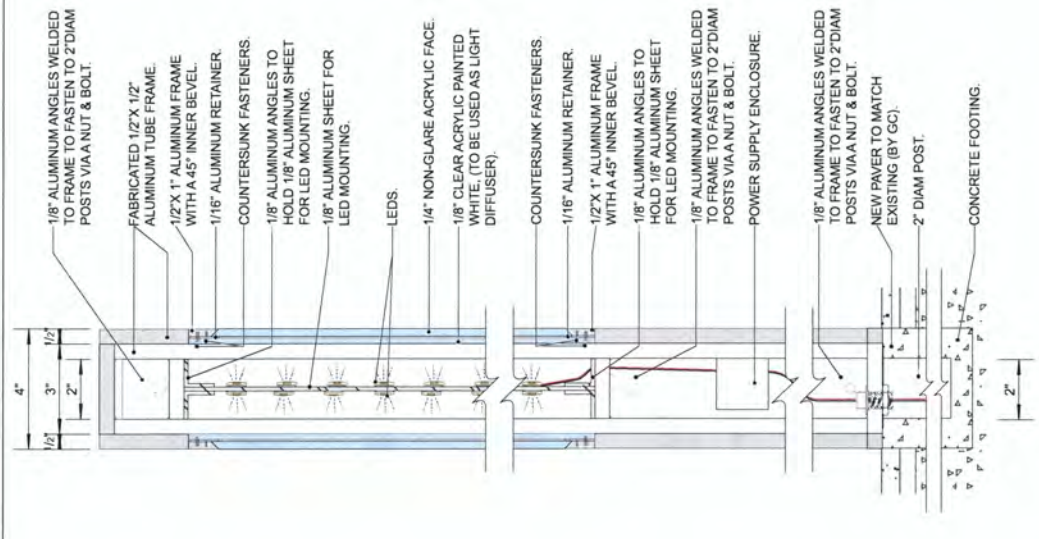 4"
1/2"
3"
1/2"
2"
1/8" ALUMINUM ANGLES WELDED
TO FRAME TO FASTEN TO 2"DIAM
POSTS VIA A NUT & BOLT.
FABRICATED 1/2"X 1/2"
ALUMINUM TUBE FRAME.
1/2"X 1" ALUMINUM FRAME
WITH A 45° INNER BEVEL.
1/16" ALUMINUM RETAINER.
COUNTERSUNK FASTENERS.
1/8" ALUMINUM ANGLES TO
HOLD 1/8" ALUMINUM SHEET
FOR LED MOUNTING.
1/8" ALUMINUM SHEET FOR
LED MOUNTING.
LEDS.
1/4" NON-GLARE ACRYLIC FACE.
1/8" CLEAR ACRYLIC PAINTED
WHITE, (TO BE USED AS LIGHT
DIFFUSER).
COUNTERSUNK FASTENERS.
1/16" ALUMINUM RETAINER.
1/2"X 1" ALUMINUM FRAME
WITH A 45° INNER BEVEL.
1/8" ALUMINUM ANGLES TO
HOLD 1/8" ALUMINUM SHEET
FOR LED MOUNTING.
1/8" ALUMINUM ANGLES WELDED
TO FRAME TO FASTEN TO 2"DIAM
POSTS VIA A NUT & BOLT.
POWER SUPPLY ENCLOSURE.
1/8" ALUMINUM ANGLES WELDED
TO FRAME TO FASTEN TO 2"DIAM
POSTS VIA A NUT & BOLT.
NEW PAVER TO MATCH
EXISTING (BY GC).
2" DIAM POST.
CONCRETE FOOTING.
2"